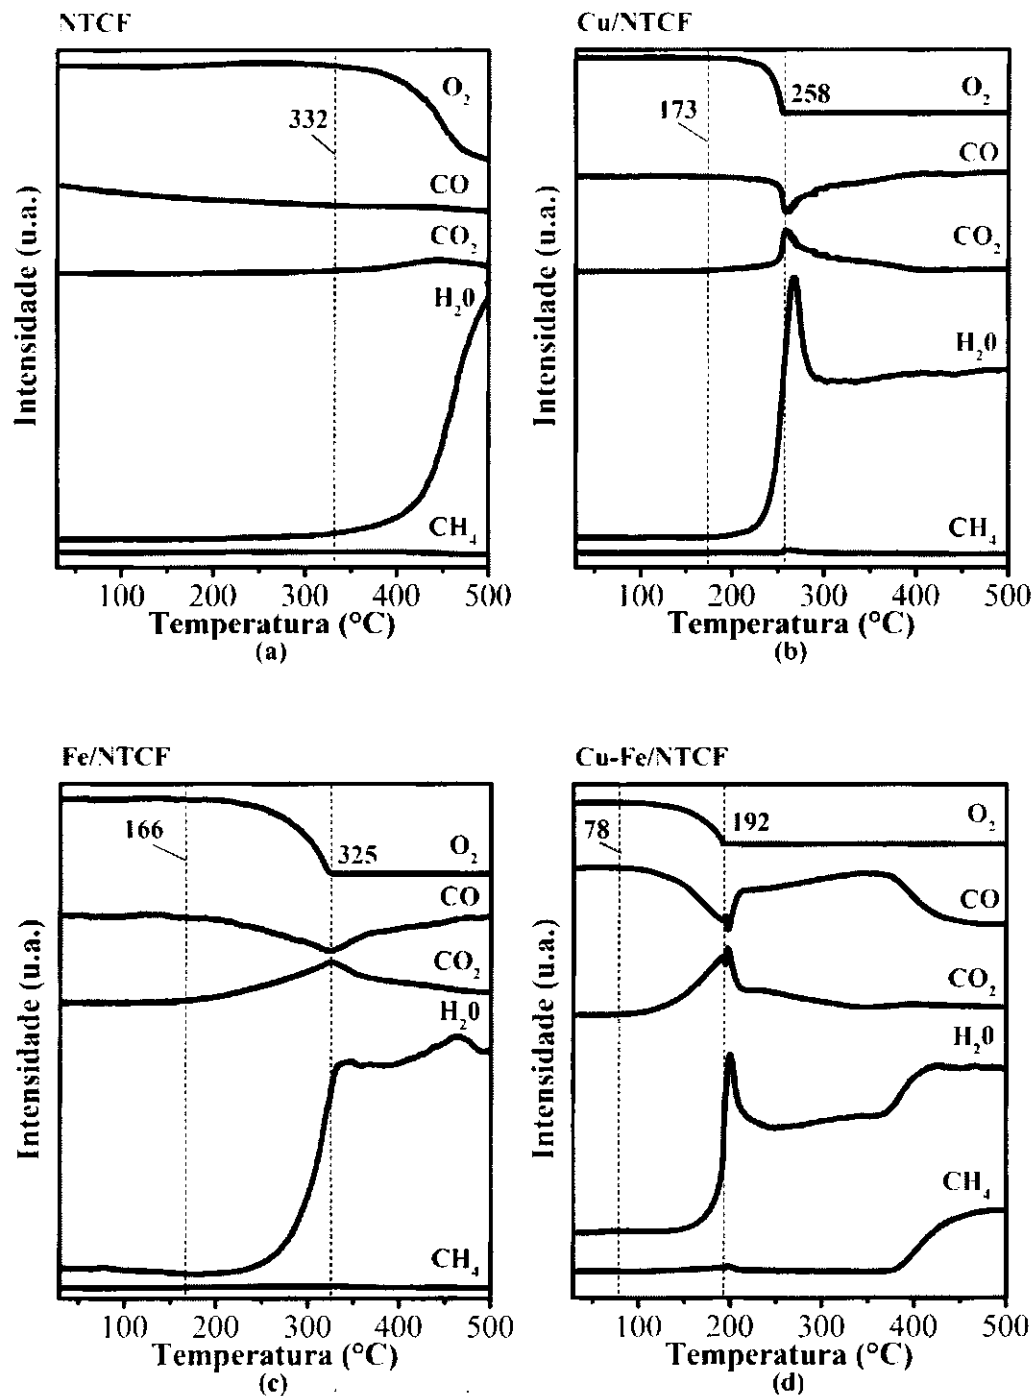 NTCF
O₂
332
CO
CO₂
H₂0
CH₄
Intensidade (u.a.)
100 200 300 400 500
Temperatura (°C)
(a)
Cu/NTCF
O₂
173
258
CO
CO₂
H₂0
CH₄
Intensidade (u.a.)
100 200 300 400 500
Temperatura (°C)
(b)
Fe/NTCF
166
325
O₂
CO
CO₂
H₂0
CH₄
Intensidade (u.a.)
100 200 300 400 500
Temperatura (°C)
(c)
Cu-Fe/NTCF
78
192
O₂
CO
CO₂
H₂0
CH₄
Intensidade (u.a.)
100 200 300 400 500
Temperatura (°C)
(d)